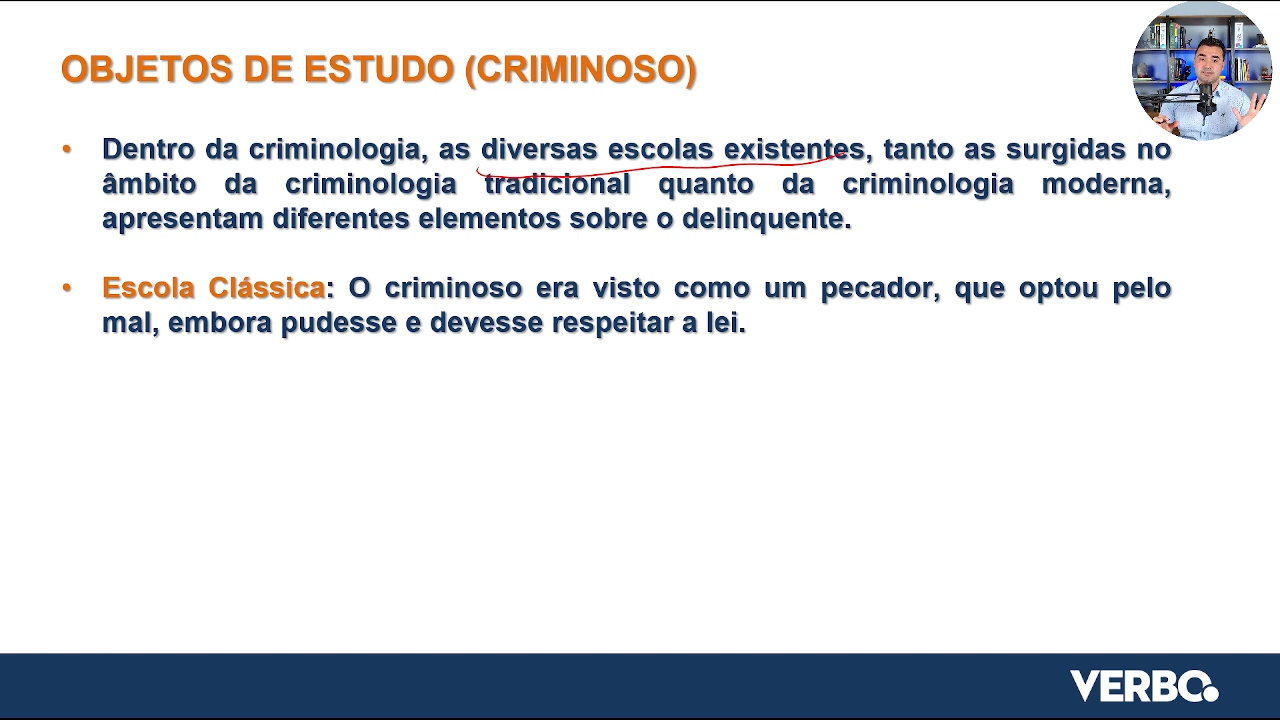 OBJETOS DE ESTUDO (CRIMINOSO)
• Dentro da criminologia, as diversas escolas existentes, tanto as surgidas no
âmbito da criminologia tradicional quanto da criminologia moderna,
apresentam diferentes elementos sobre o delinquente.
• Escola Clássica: O criminoso era visto como um pecador, que optou pelo
mal, embora pudesse e devesse respeitar a lei.
VERBO.